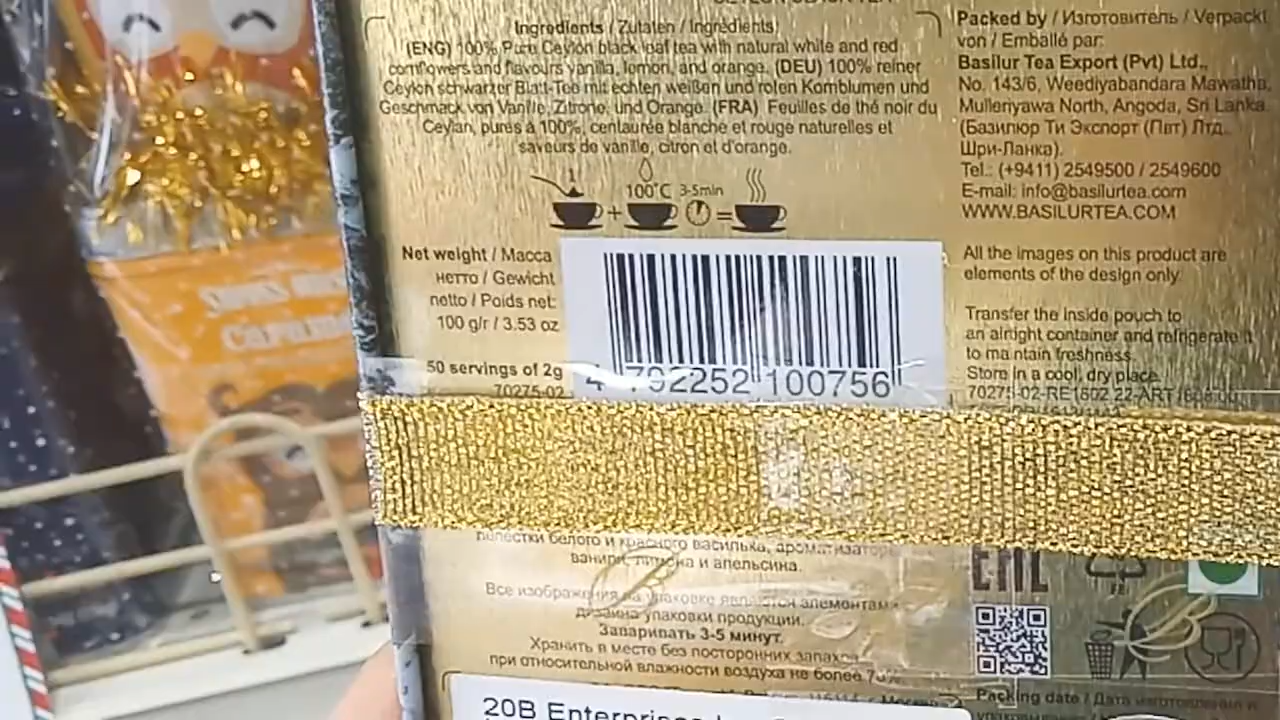 Ingredients / Zutaten / Ingrédients:
(ENG) 100% Pure Ceylon black leaf tea with natural white and red
cornflowers and flavours vanilla, lemon, and orange. (DEU) 100% reiner
Ceylon schwarzer Blatt-Tee mit echten weißen und roten Kornblumen und
Geschmack von Vanille, Zitrone, und Orange. (FRA) Feuilles de thé noir du
Ceylan, pures à 100%, centaurée blanche et rouge naturelles et
saveurs de vanille, citron et d'orange.
1
100°C 3-5min
+ =
Net weight / Масса
нетто / Gewicht
netto / Poids net:
100 g/г / 3.53 oz
50 servings of 2g
70275-02
4 792252 100756
Packed by / Изготовитель / Verpackt
von / Emballé par:
Basilur Tea Export (Pvt) Ltd.,
No. 143/6, Weediyabandara Mawatha,
Mulleriyawa North, Angoda, Sri Lanka.
(Базилюр Ти Экспорт (Пвт) Лтд.,
Шри-Ланка).
Tel.: (+9411) 2549500 / 2549600
E-mail: info@basilurtea.com
WWW.BASILURTEA.COM
All the images on this product are
elements of the design only.
Transfer the inside pouch to
an airtight container and refrigerate it
to maintain freshness.
Store in a cool, dry place.
лепестки белого и красного василька, ароматизаторы
ванили, лимона и апельсина.
Все изображения на упаковке являются элементами
дизайна упаковки продукции.
Заваривать 3-5 минут.
Хранить в месте без посторонних запахов
при относительной влажности воздуха не более 70%.
EAC
Packing date / Дата изготовления и
20B Enterprises